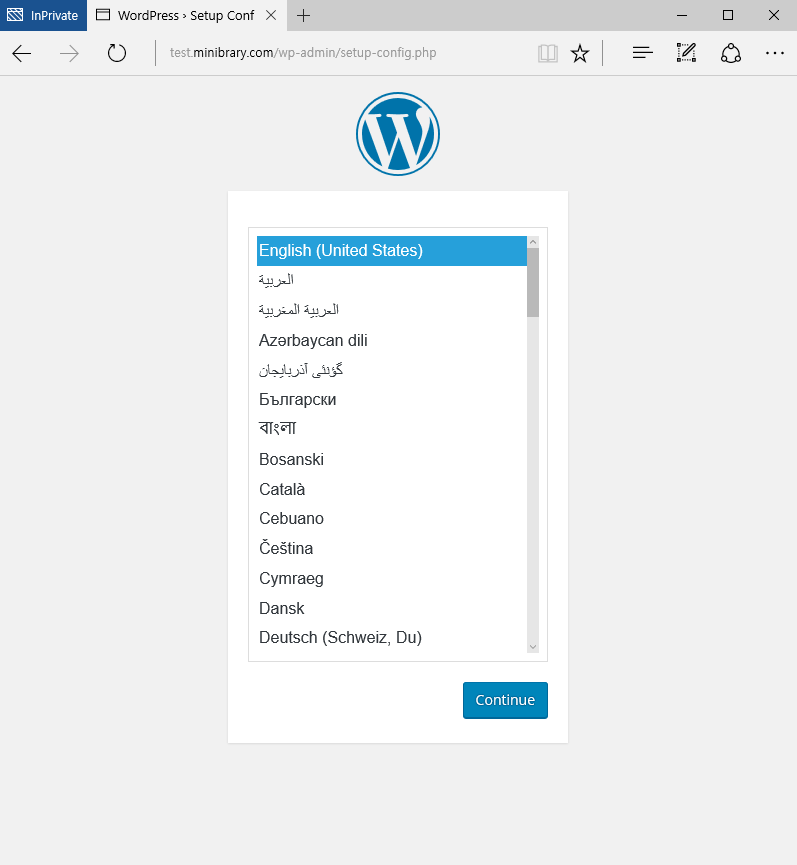 InPrivate
WordPress › Setup Conf
test.minibrary.com/wp-admin/setup-config.php
English (United States)
العربية
العربية المغربية
Azərbaycan dili
گؤنئی آذربایجان
Български
বাংলা
Bosanski
Català
Cebuano
Čeština
Cymraeg
Dansk
Deutsch (Schweiz, Du)
Continue